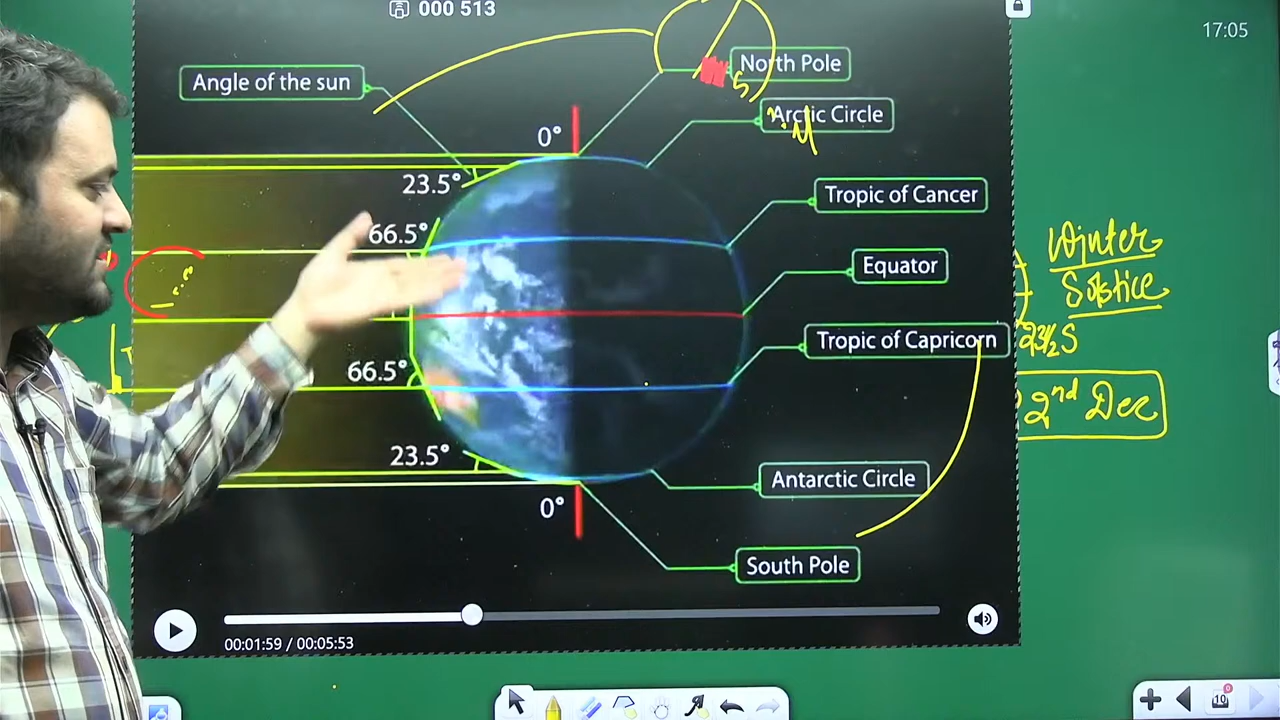 000 513
17:05
Angle of the sun
North Pole
0°
Arctic Circle
23.5°
Tropic of Cancer
66.5°
Winter
Equator
Solstice
Tropic of Capricorn
23½ S
66.5°
2nd Dec
23.5°
Antarctic Circle
0°
South Pole
00:01:59 / 00:05:53